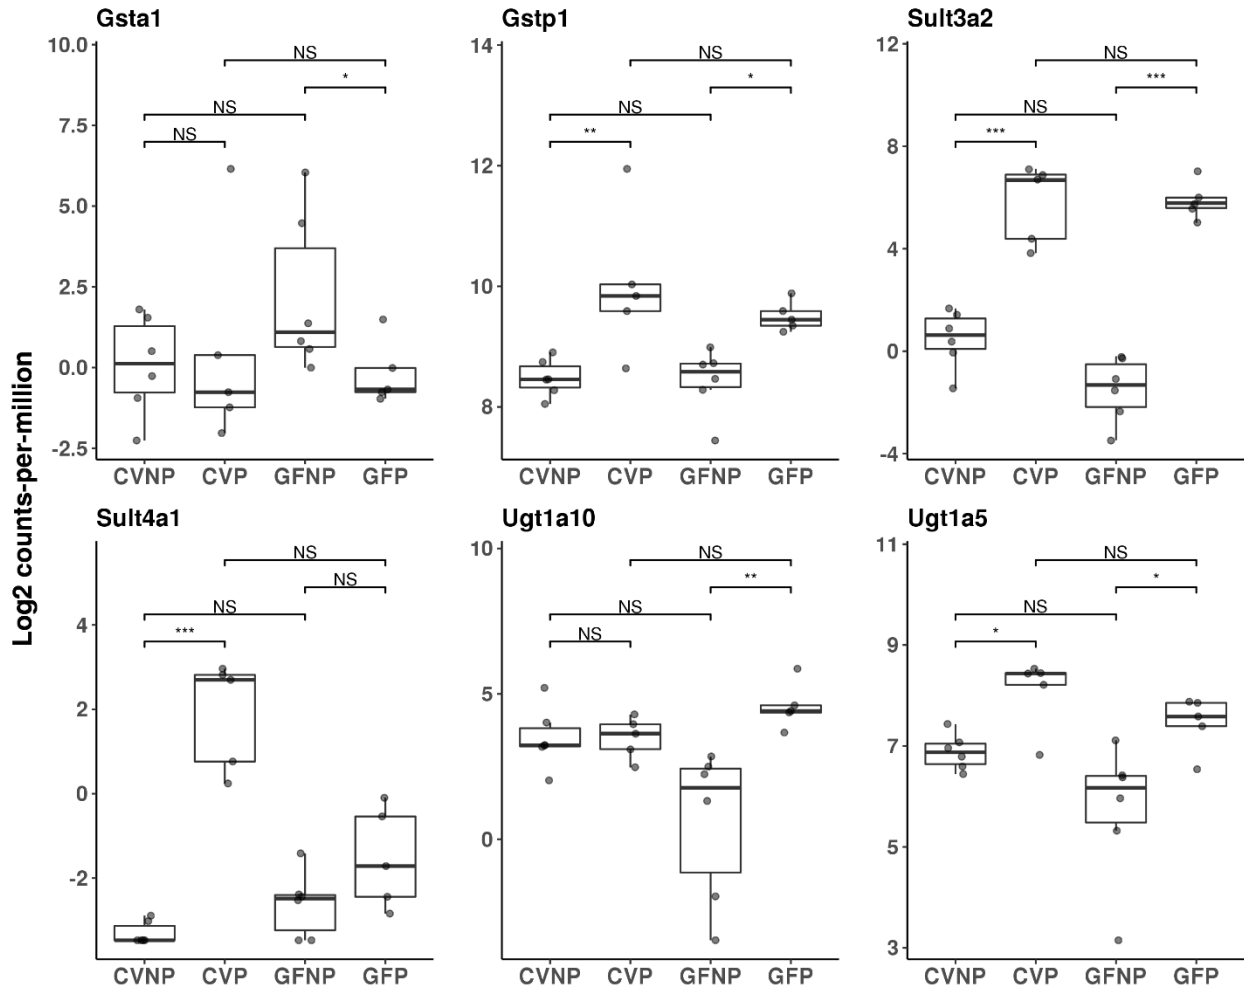 Log2 counts-per-million
Gsta1
10.0
7.5
5.0
2.5
0.0
-2.5
NS
*
NS
NS
CVNP CVP GFNP GFP
Gstp1
14
12
10
8
NS
*
NS
**
CVNP CVP GFNP GFP
Sult3a2
12
8
4
0
-4
NS
***
NS
***
CVNP CVP GFNP GFP
Sult4a1
4
2
0
-2
NS
NS
NS
***
CVNP CVP GFNP GFP
Ugt1a10
10
5
0
NS
**
NS
NS
CVNP CVP GFNP GFP
Ugt1a5
11
9
7
5
3
NS
*
NS
*
CVNP CVP GFNP GFP